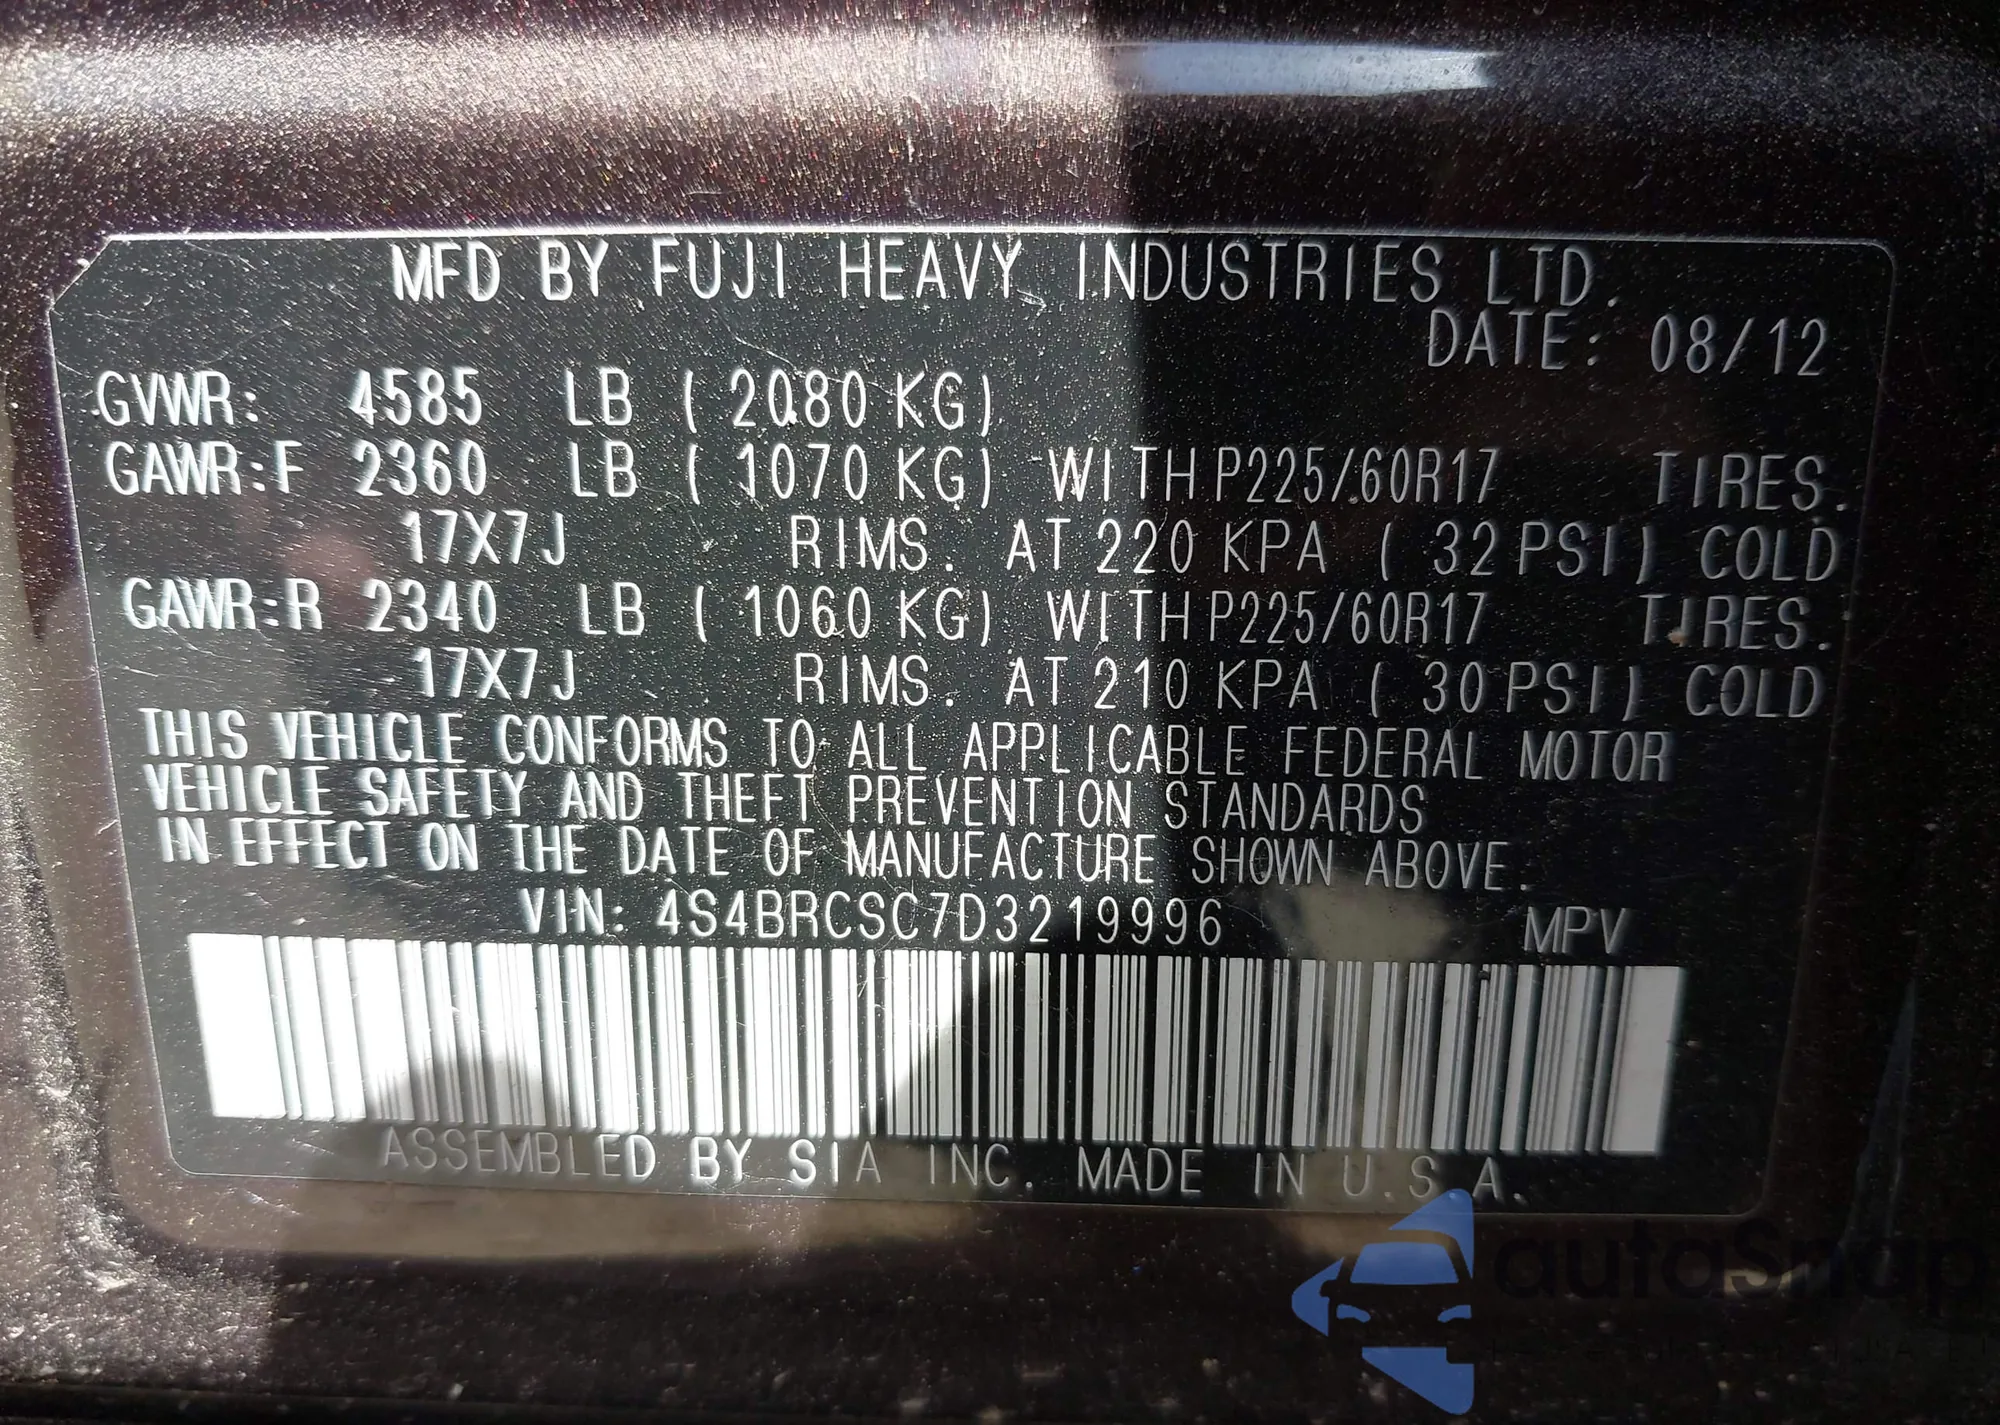 MFD BY FUJI HEAVY INDUSTRIES LTD.
DATE: 08/12
GVWR: 4585 LB ( 2080 KG)
GAWR:F 2360 LB ( 1070 KG) WITH P225/60R17 TIRES.
17X7J RIMS. AT 220 KPA ( 32 PSI) COLD
GAWR:R 2340 LB ( 1060 KG) WITH P225/60R17 TIRES.
17X7J RIMS. AT 210 KPA ( 30 PSI) COLD
THIS VEHICLE CONFORMS TO ALL APPLICABLE FEDERAL MOTOR
VEHICLE SAFETY AND THEFT PREVENTION STANDARDS
IN EFFECT ON THE DATE OF MANUFACTURE SHOWN ABOVE.
VIN: 4S4BRCSC7D3219996 MPV
ASSEMBLED BY SIA INC. MADE IN U.S.A.
autaSnap